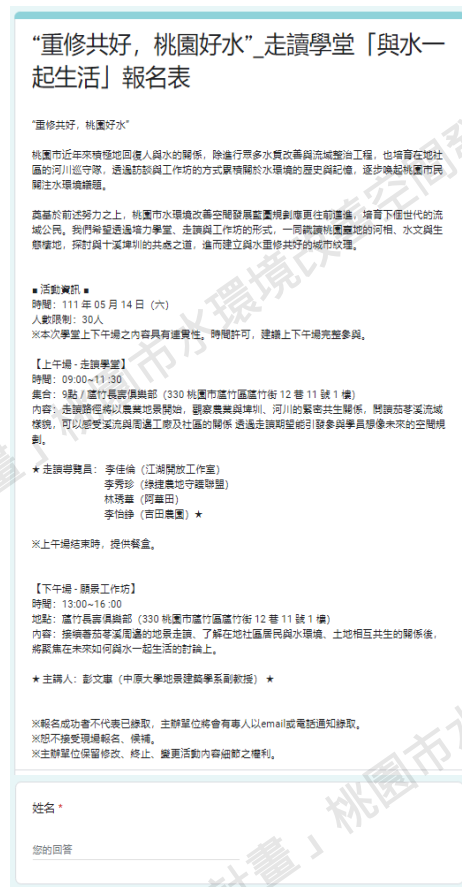 “重修共好，桃園好水”_走讀學堂「與水一
起生活」報名表
“重修共好，桃園好水”
桃園市近年來積極地回復人與水的關係，除進行眾多水質改善與流域整治工程，也培育在地社
區的河川巡守隊，透過訪談與工作坊的方式累積關於水環境的歷史與記憶，逐步喚起桃園市民
關注水環境議題。
奠基於前述努力之上，桃園市水環境改善空間發展藍圖規劃應更往前邁進，培育下個世代的流
域公民。我們希望透過培力學堂、走讀與工作坊的形式，一同識讀桃園臺地的河相、水文與生
態棲地，探討與十溪埤圳的共處之道，進而建立與水重修共好的城市紋理。
■ 活動資訊 ■
時間：111 年 05 月 14 日（六）
人數限制：30人
※本次學堂上下午場之內容具有連貫性。時間許可，建議上下午場完整參與。
【上午場 - 走讀學堂】
時間：09:00~11:30
集合：9點 / 蘆竹長壽俱樂部（330 桃園市蘆竹區蘆竹街 12 巷 11 號 1 樓）
內容：走讀路徑將以農業地景開始，觀察農業與埤圳、河川的緊密共生關係，閱讀茄苳溪流域
樣貌，可以感受溪流與周邊工廠及社區的關係 透過走讀期望能引發參與學員想像未來的空間規
劃。
★ 走讀導覽員： 李佳倫（江湖開放工作室）
李秀珍（綠捷農地守護聯盟）
林琇華（阿華田）
李怡錚（吉田農園）★
※上午場結束時，提供餐盒。
【下午場 - 願景工作坊】
時間：13:00~16 :00
地點：蘆竹長壽俱樂部（330 桃園市蘆竹區蘆竹街 12 巷 11 號 1 樓）
內容：接續著茄苳溪周邊的地景走讀、了解在地社區居民與水環境、土地相互共生的關係後，
將聚焦在未來如何與水一起生活的討論上。
★ 主講人：彭文惠（中原大學地景建築學系副教授）★
※報名成功者不代表已錄取，主辦單位將會有專人以email或電話通知錄取。
※恕不接受現場報名、候補。
※主辦單位保留修改、終止、變更活動內容細節之權利。
姓名 *
您的回答
桃園市水環境改善空間發
畫」
計畫」桃園市水